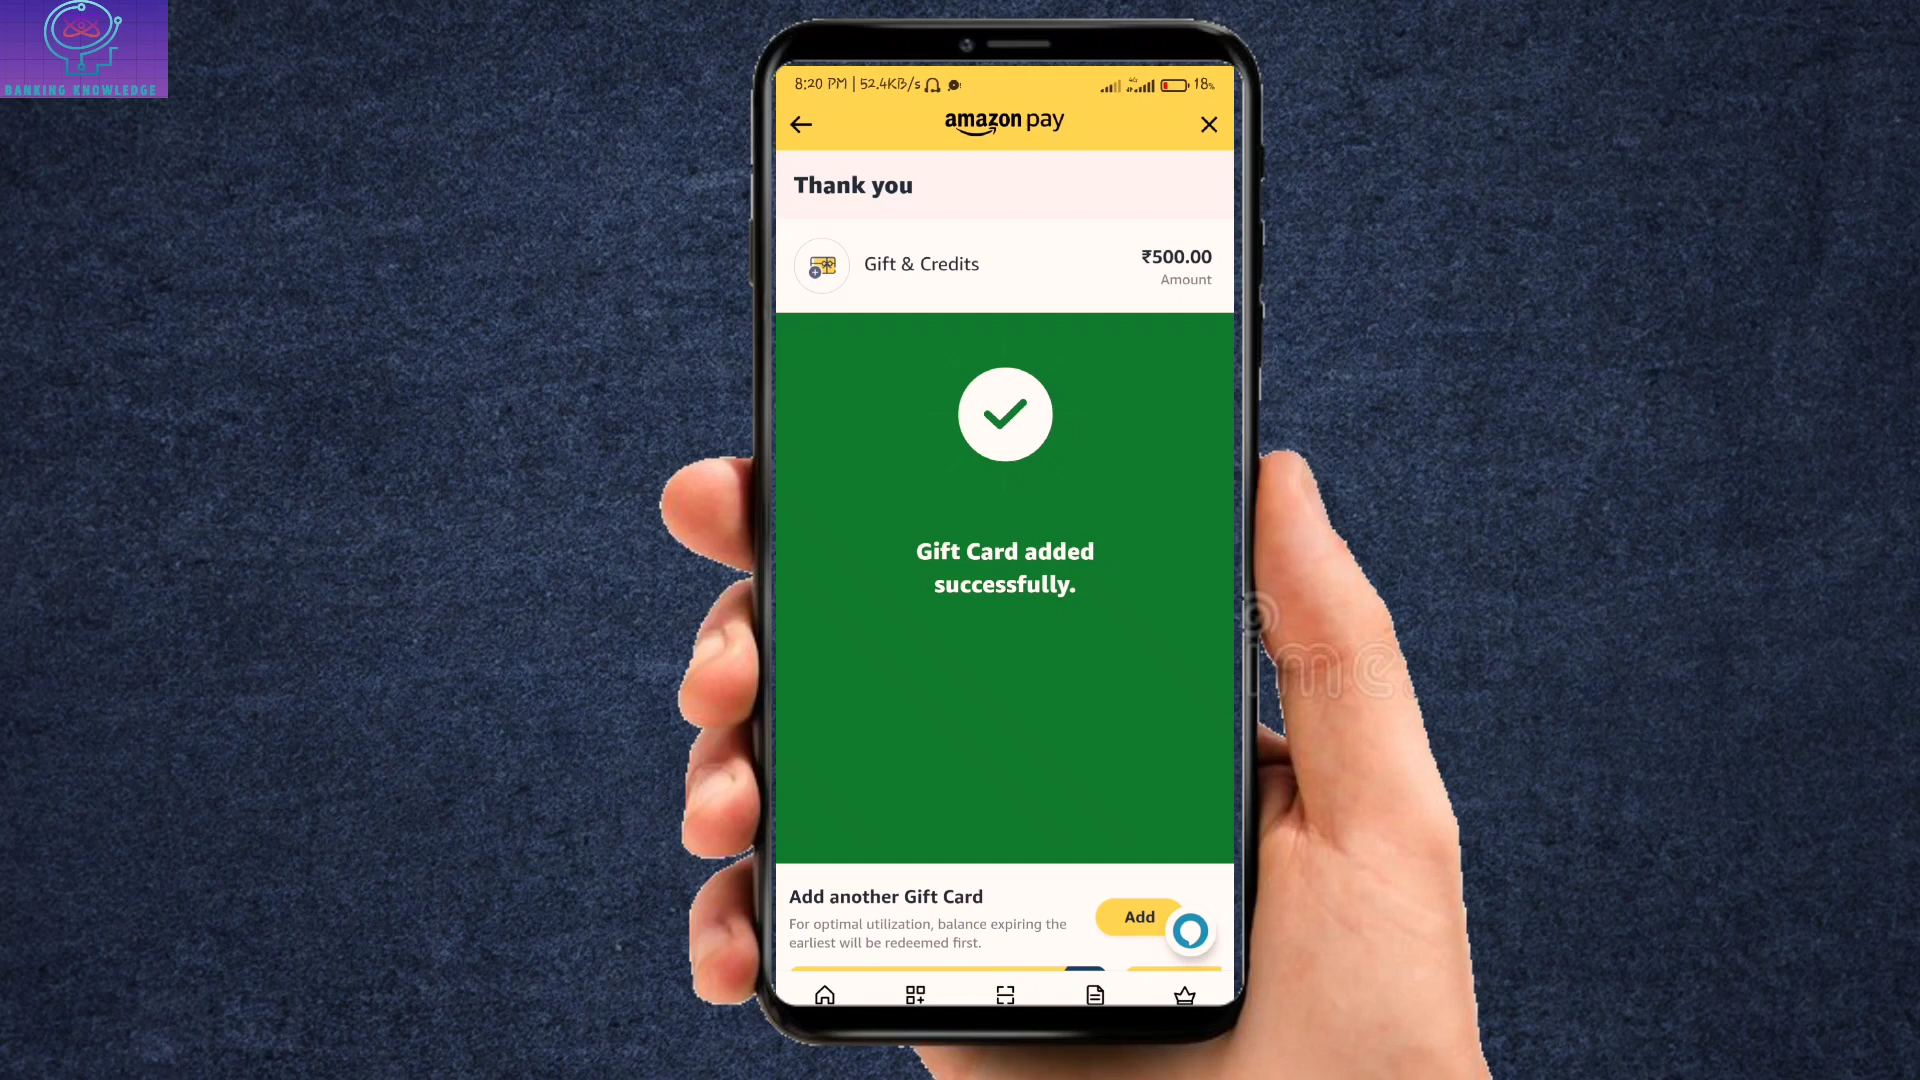 BANKING KNOWLEDGE
8:20 PM | 52.4KB/s
4G
18%
amazon pay
Thank you
Gift & Credits
₹500.00
Amount
Gift Card added
successfully.
Add another Gift Card
For optimal utilization, balance expiring the
earliest will be redeemed first.
Add